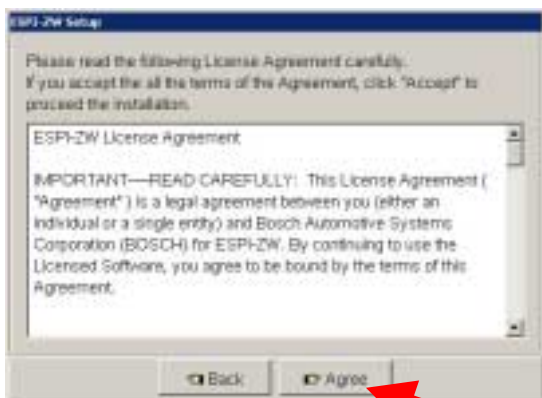 ESPI-ZW Setup
Please read the following License Agreement carefully.
If you accept the all the terms of the Agreement, click "Accept" to
proceed the installation.
ESPI-ZW License Agreement
IMPORTANT----READ CAREFULLY: This License Agreement (
"Agreement" ) is a legal agreement between you (either an
individual or a single entity) and Bosch Automotive Systems
Corporation (BOSCH) for ESPI-ZW. By continuing to use the
Licensed Software, you agree to be bound by the terms of this
Agreement.
Back
Agree